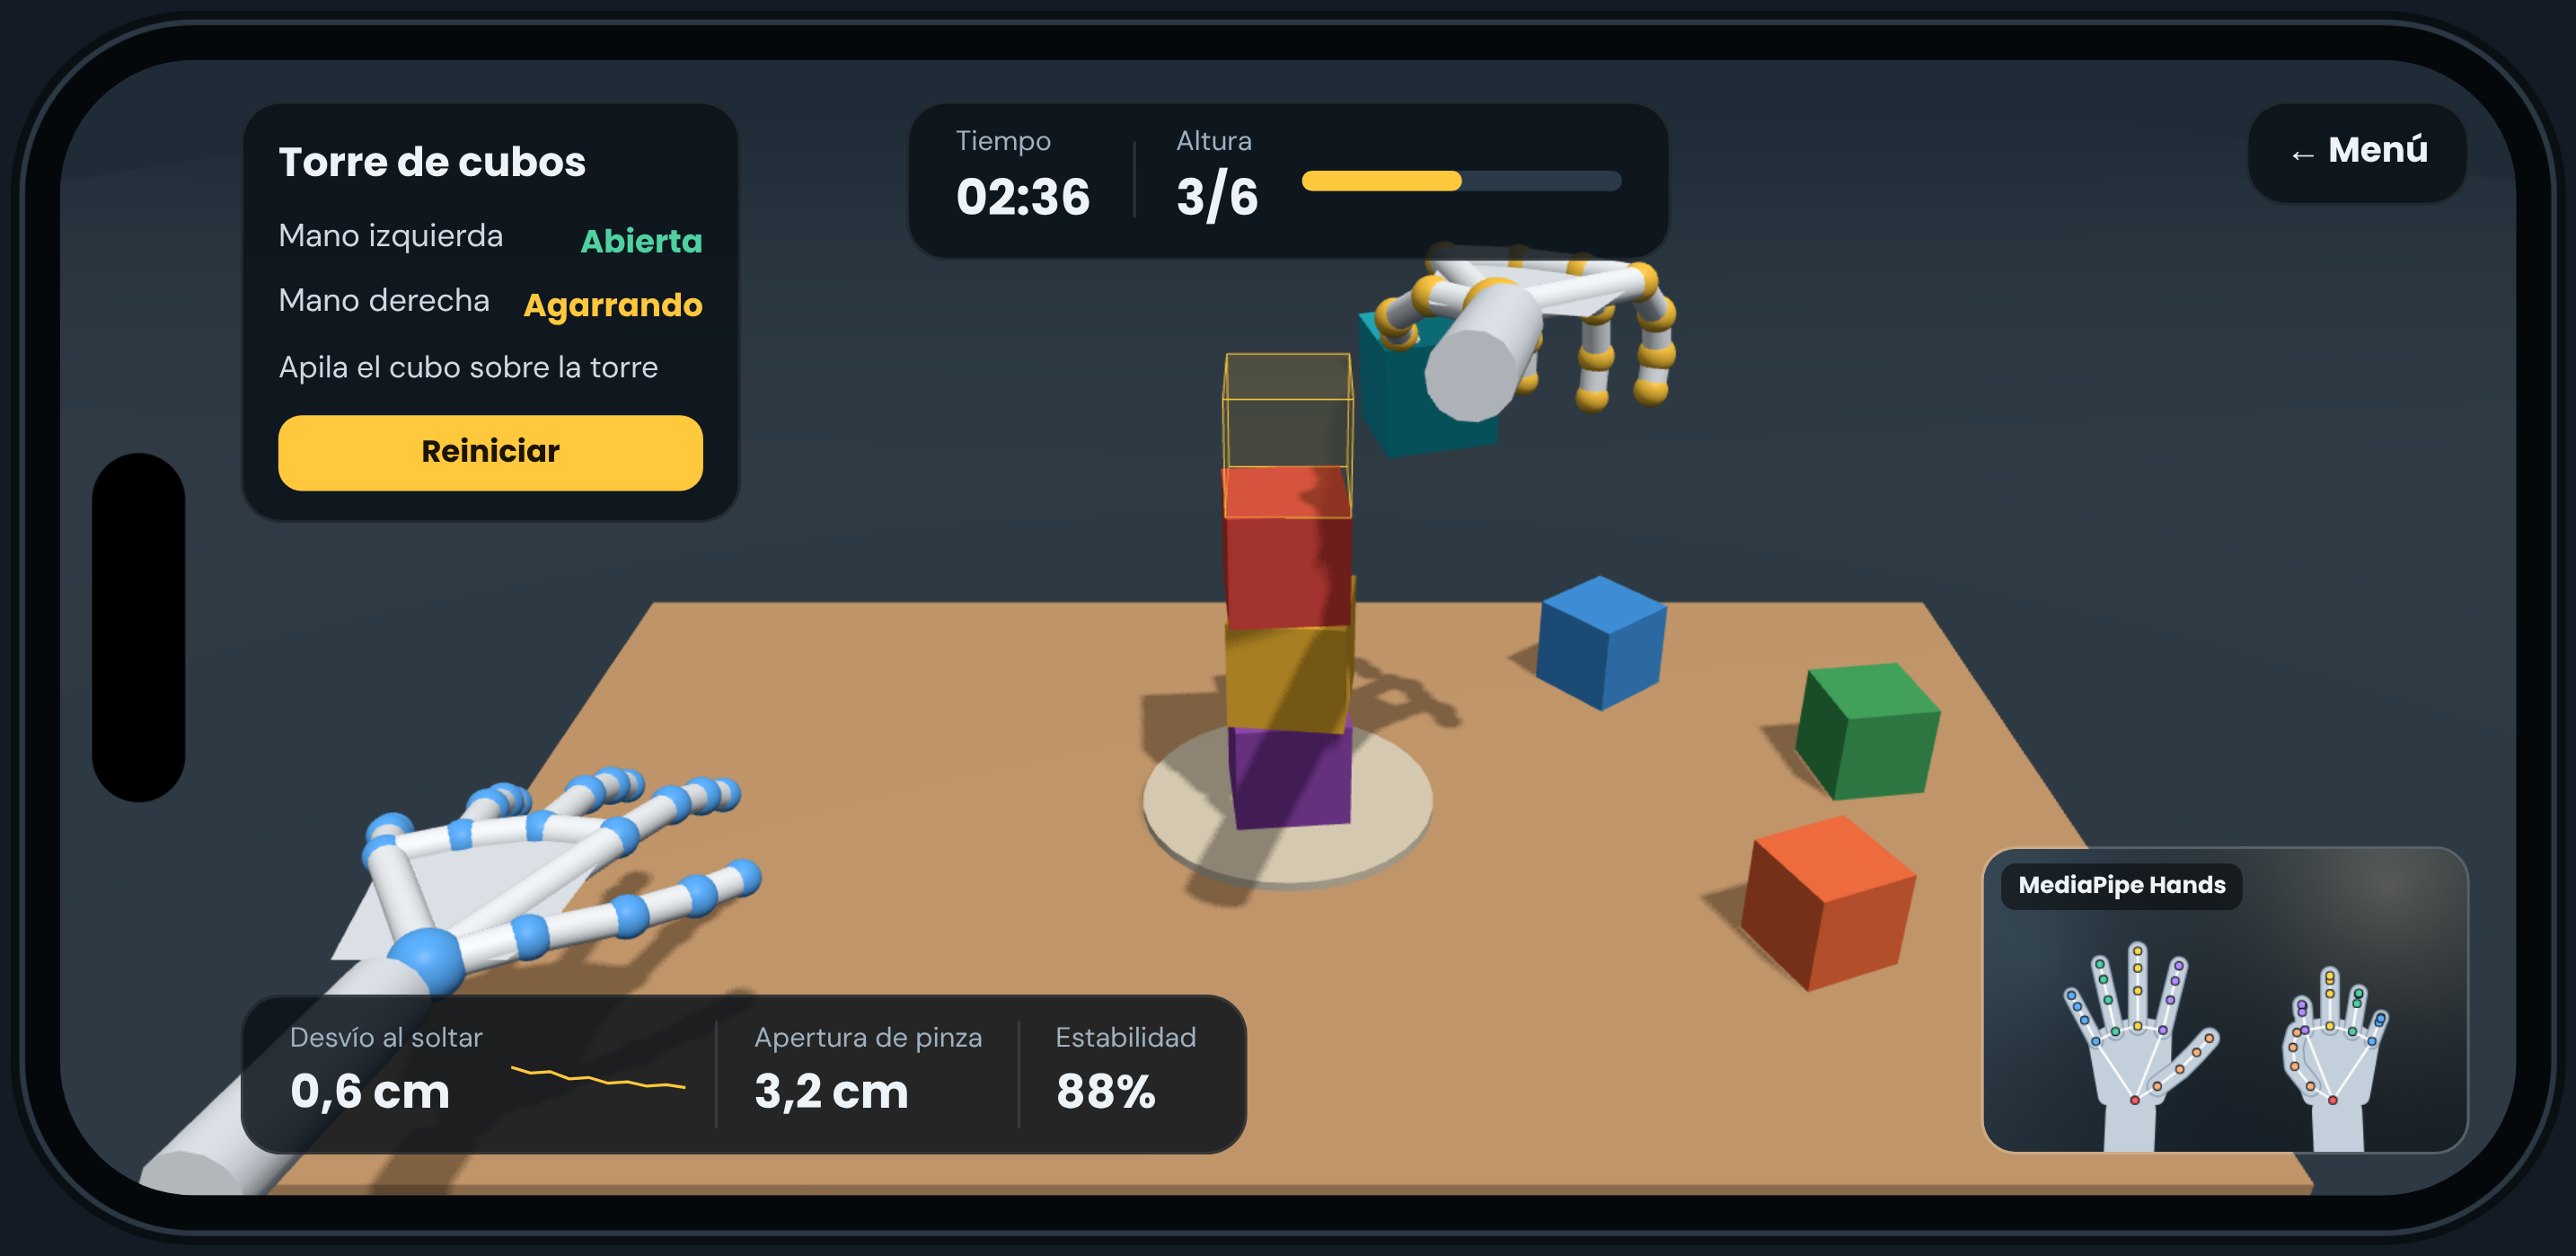 Torre de cubos
Mano izquierda Abierta
Mano derecha Agarrando
Apila el cubo sobre la torre
Reiniciar
Tiempo
02:36
Altura
3/6
← Menú
MediaPipe Hands
Desvío al soltar
0,6 cm
Apertura de pinza
3,2 cm
Estabilidad
88%